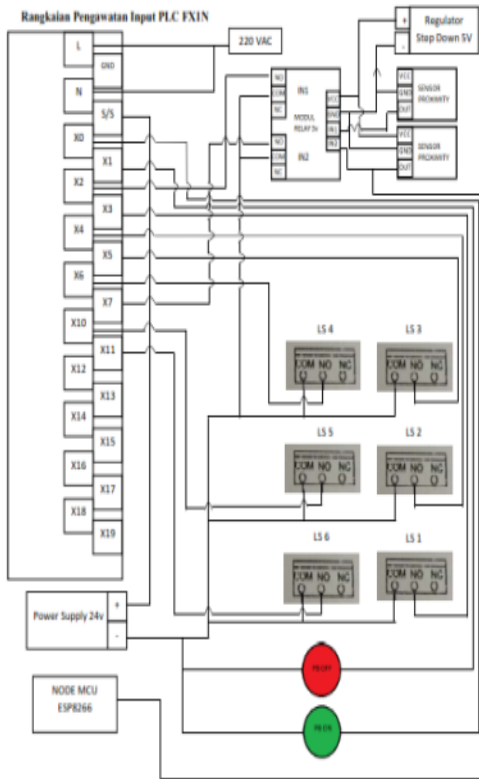 Rangkaian Pengawatan Input PLC FX1N
L
GND
N
S/S
X0
X1
X2
X3
X4
X5
X6
X7
X10
X11
X12
X13
X14
X15
X16
X17
X18
X19
220 VAC
+
-
Regulator
Step Down 5V
NO
COM
NC
NO
COM
NC
IN1
MODUL
RELAY 5v
IN2
VCC
GND
IN1
IN2
VCC
GND
OUT
SENSOR
PROXIMITY
VCC
GND
OUT
SENSOR
PROXIMITY
LS 4
COM NO NC
LS 3
COM NO NC
LS 5
COM NO NC
LS 2
COM NO NC
LS 6
COM NO NC
LS 1
COM NO NC
Power Supply 24v
+
-
PB OFF
NODE MCU
ESP8266